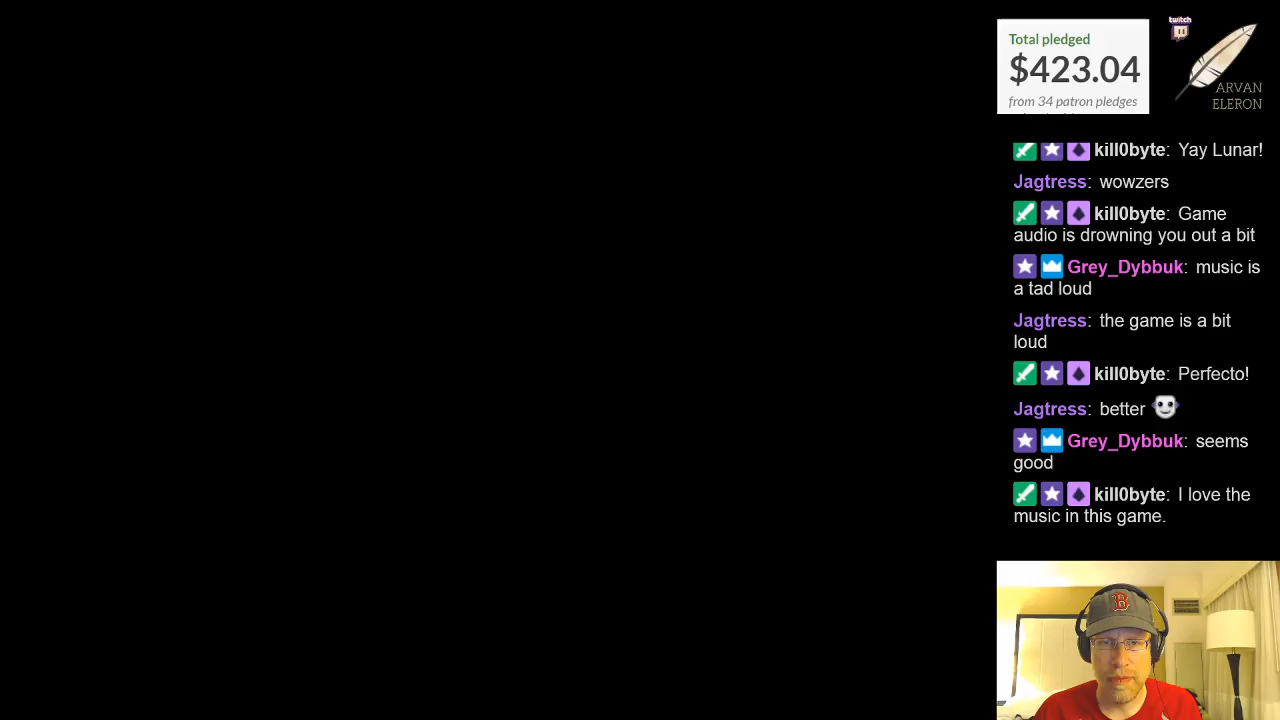 twitch
Total pledged
$423.04
from 34 patron pledges
ARVAN
ELERON
kill0byte: Yay Lunar!
Jagtress: wowzers
kill0byte: Game
audio is drowning you out a bit
Grey_Dybbuk: music is
a tad loud
Jagtress: the game is a bit
loud
kill0byte: Perfecto!
Jagtress: better
Grey_Dybbuk: seems
good
kill0byte: I love the
music in this game.
B